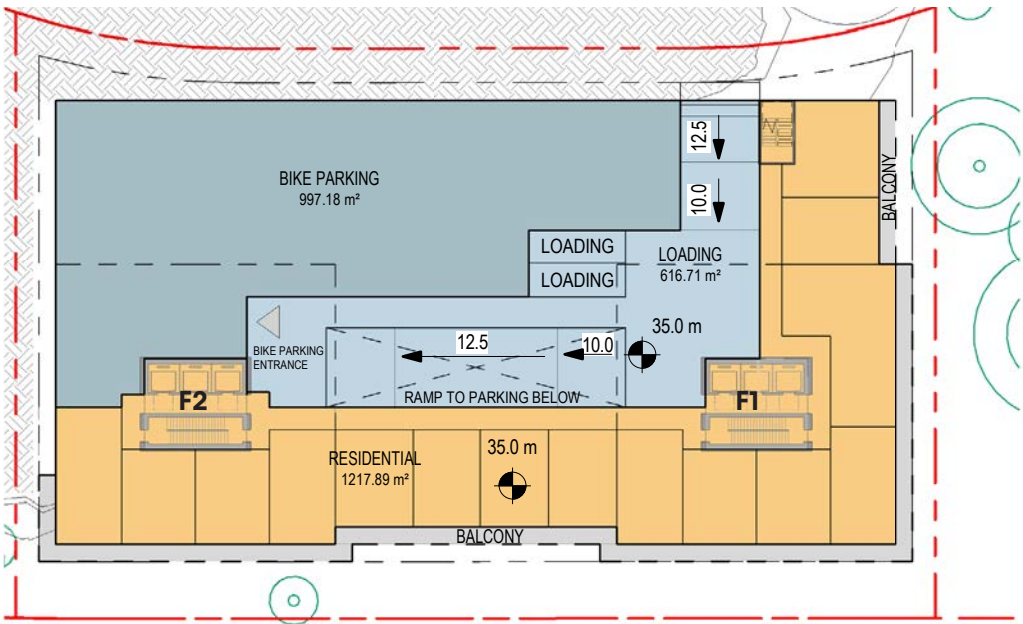 12.5
BIKE PARKING
997.18 m²
BALCONY
10.0
LOADING
LOADING
616.71 m²
LOADING
35.0 m
12.5
10.0
BIKE PARKING
ENTRANCE
RAMP TO PARKING BELOW
F2
F1
35.0 m
RESIDENTIAL
1217.89 m²
BALCONY